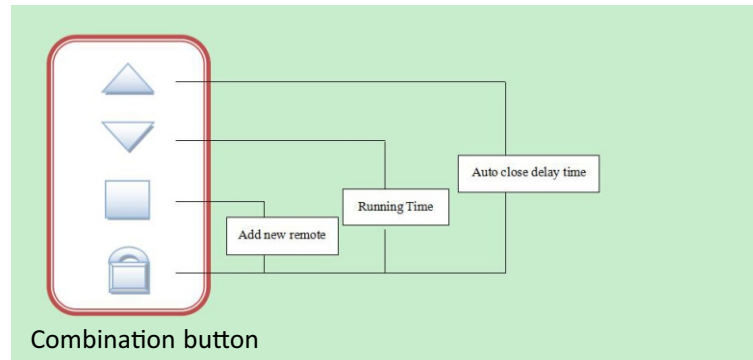 Auto close delay time
Running Time
Add new remote
Combination button